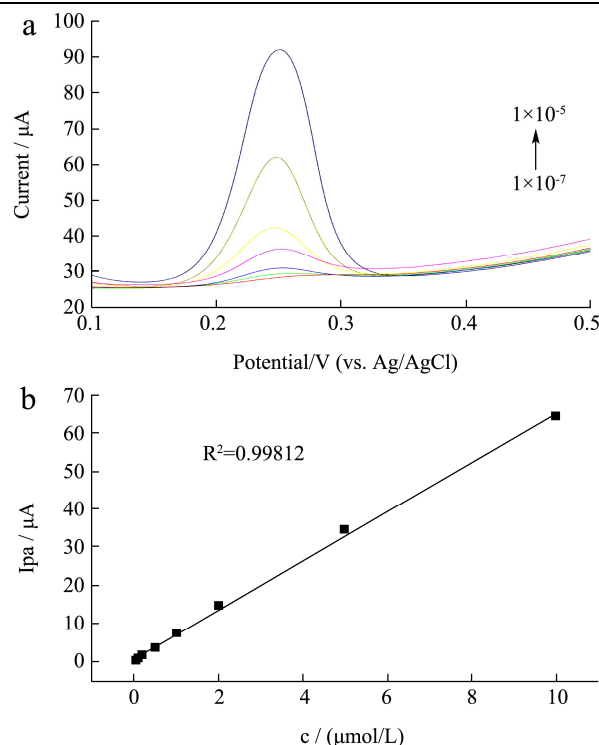 a
100
90
80
70
60
50
40
30
20
Current / μA
1×10⁻⁵
1×10⁻⁷
0.1 0.2 0.3 0.4 0.5
Potential/V (vs. Ag/AgCl)
b
70
60
50
40
30
20
10
0
Ipa / μA
R²=0.99812
0 2 4 6 8 10
c / (μmol/L)